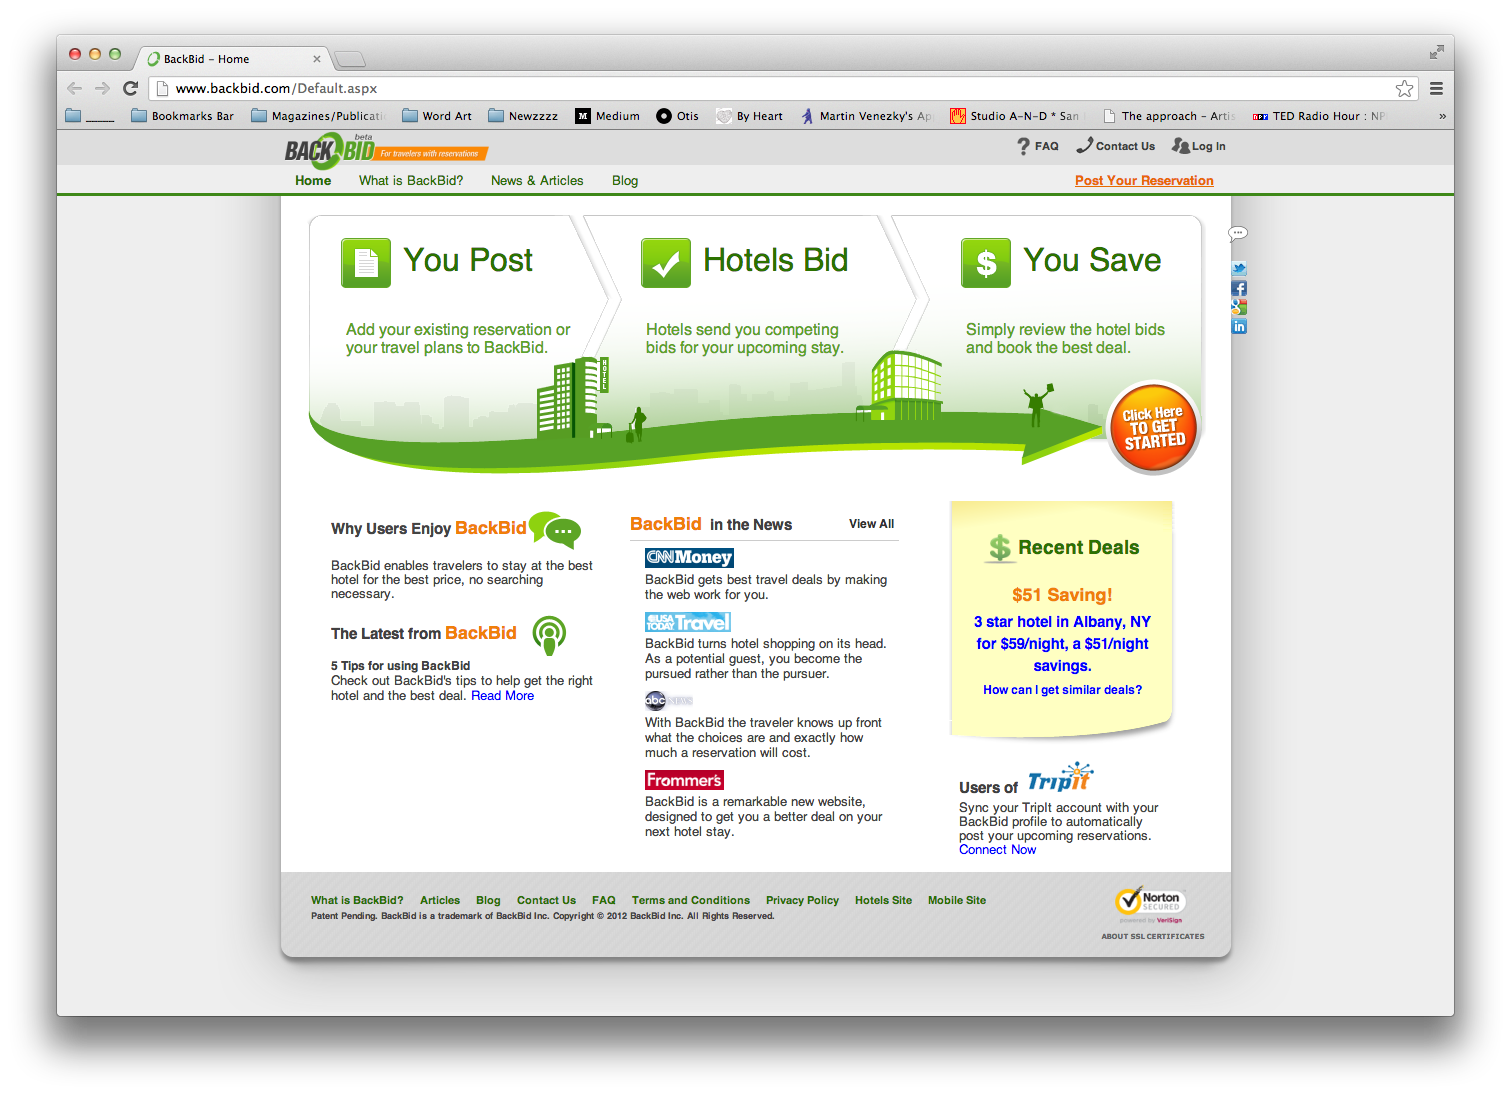 BackBid – Home
www.backbid.com/Default.aspx
Bookmarks Bar
Magazines/Publicati
Word Art
Newzzzz
M Medium
Otis
By Heart
Martin Venezky's Ap
Studio A-N-D * San
The approach – Artis
TED Radio Hour : NP
»
BACK BID beta
For travelers with reservations
? FAQ
Contact Us
Log In
Home
What is BackBid?
News & Articles
Blog
Post Your Reservation
You Post
Add your existing reservation or
your travel plans to BackBid.
Hotels Bid
Hotels send you competing
bids for your upcoming stay.
$ You Save
Simply review the hotel bids
and book the best deal.
HOTEL
Click Here
TO GET
STARTED
Why Users Enjoy BackBid
BackBid enables travelers to stay at the best
hotel for the best price, no searching
necessary.
The Latest from BackBid
5 Tips for using BackBid
Check out BackBid's tips to help get the right
hotel and the best deal. Read More
BackBid in the News
View All
CNNMoney
BackBid gets best travel deals by making
the web work for you.
USA TODAY Travel
BackBid turns hotel shopping on its head.
As a potential guest, you become the
pursued rather than the pursuer.
abc NEWS
With BackBid the traveler knows up front
what the choices are and exactly how
much a reservation will cost.
Frommer's
BackBid is a remarkable new website,
designed to get you a better deal on your
next hotel stay.
$ Recent Deals
$51 Saving!
3 star hotel in Albany, NY
for $59/night, a $51/night
savings.
How can I get similar deals?
Users of TripIt
Sync your TripIt account with your
BackBid profile to automatically
post your upcoming reservations.
Connect Now
What is BackBid?
Articles
Blog
Contact Us
FAQ
Terms and Conditions
Privacy Policy
Hotels Site
Mobile Site
Patent Pending. BackBid is a trademark of BackBid Inc. Copyright © 2012 BackBid Inc. All Rights Reserved.
Norton
SECURED
powered by VeriSign
ABOUT SSL CERTIFICATES